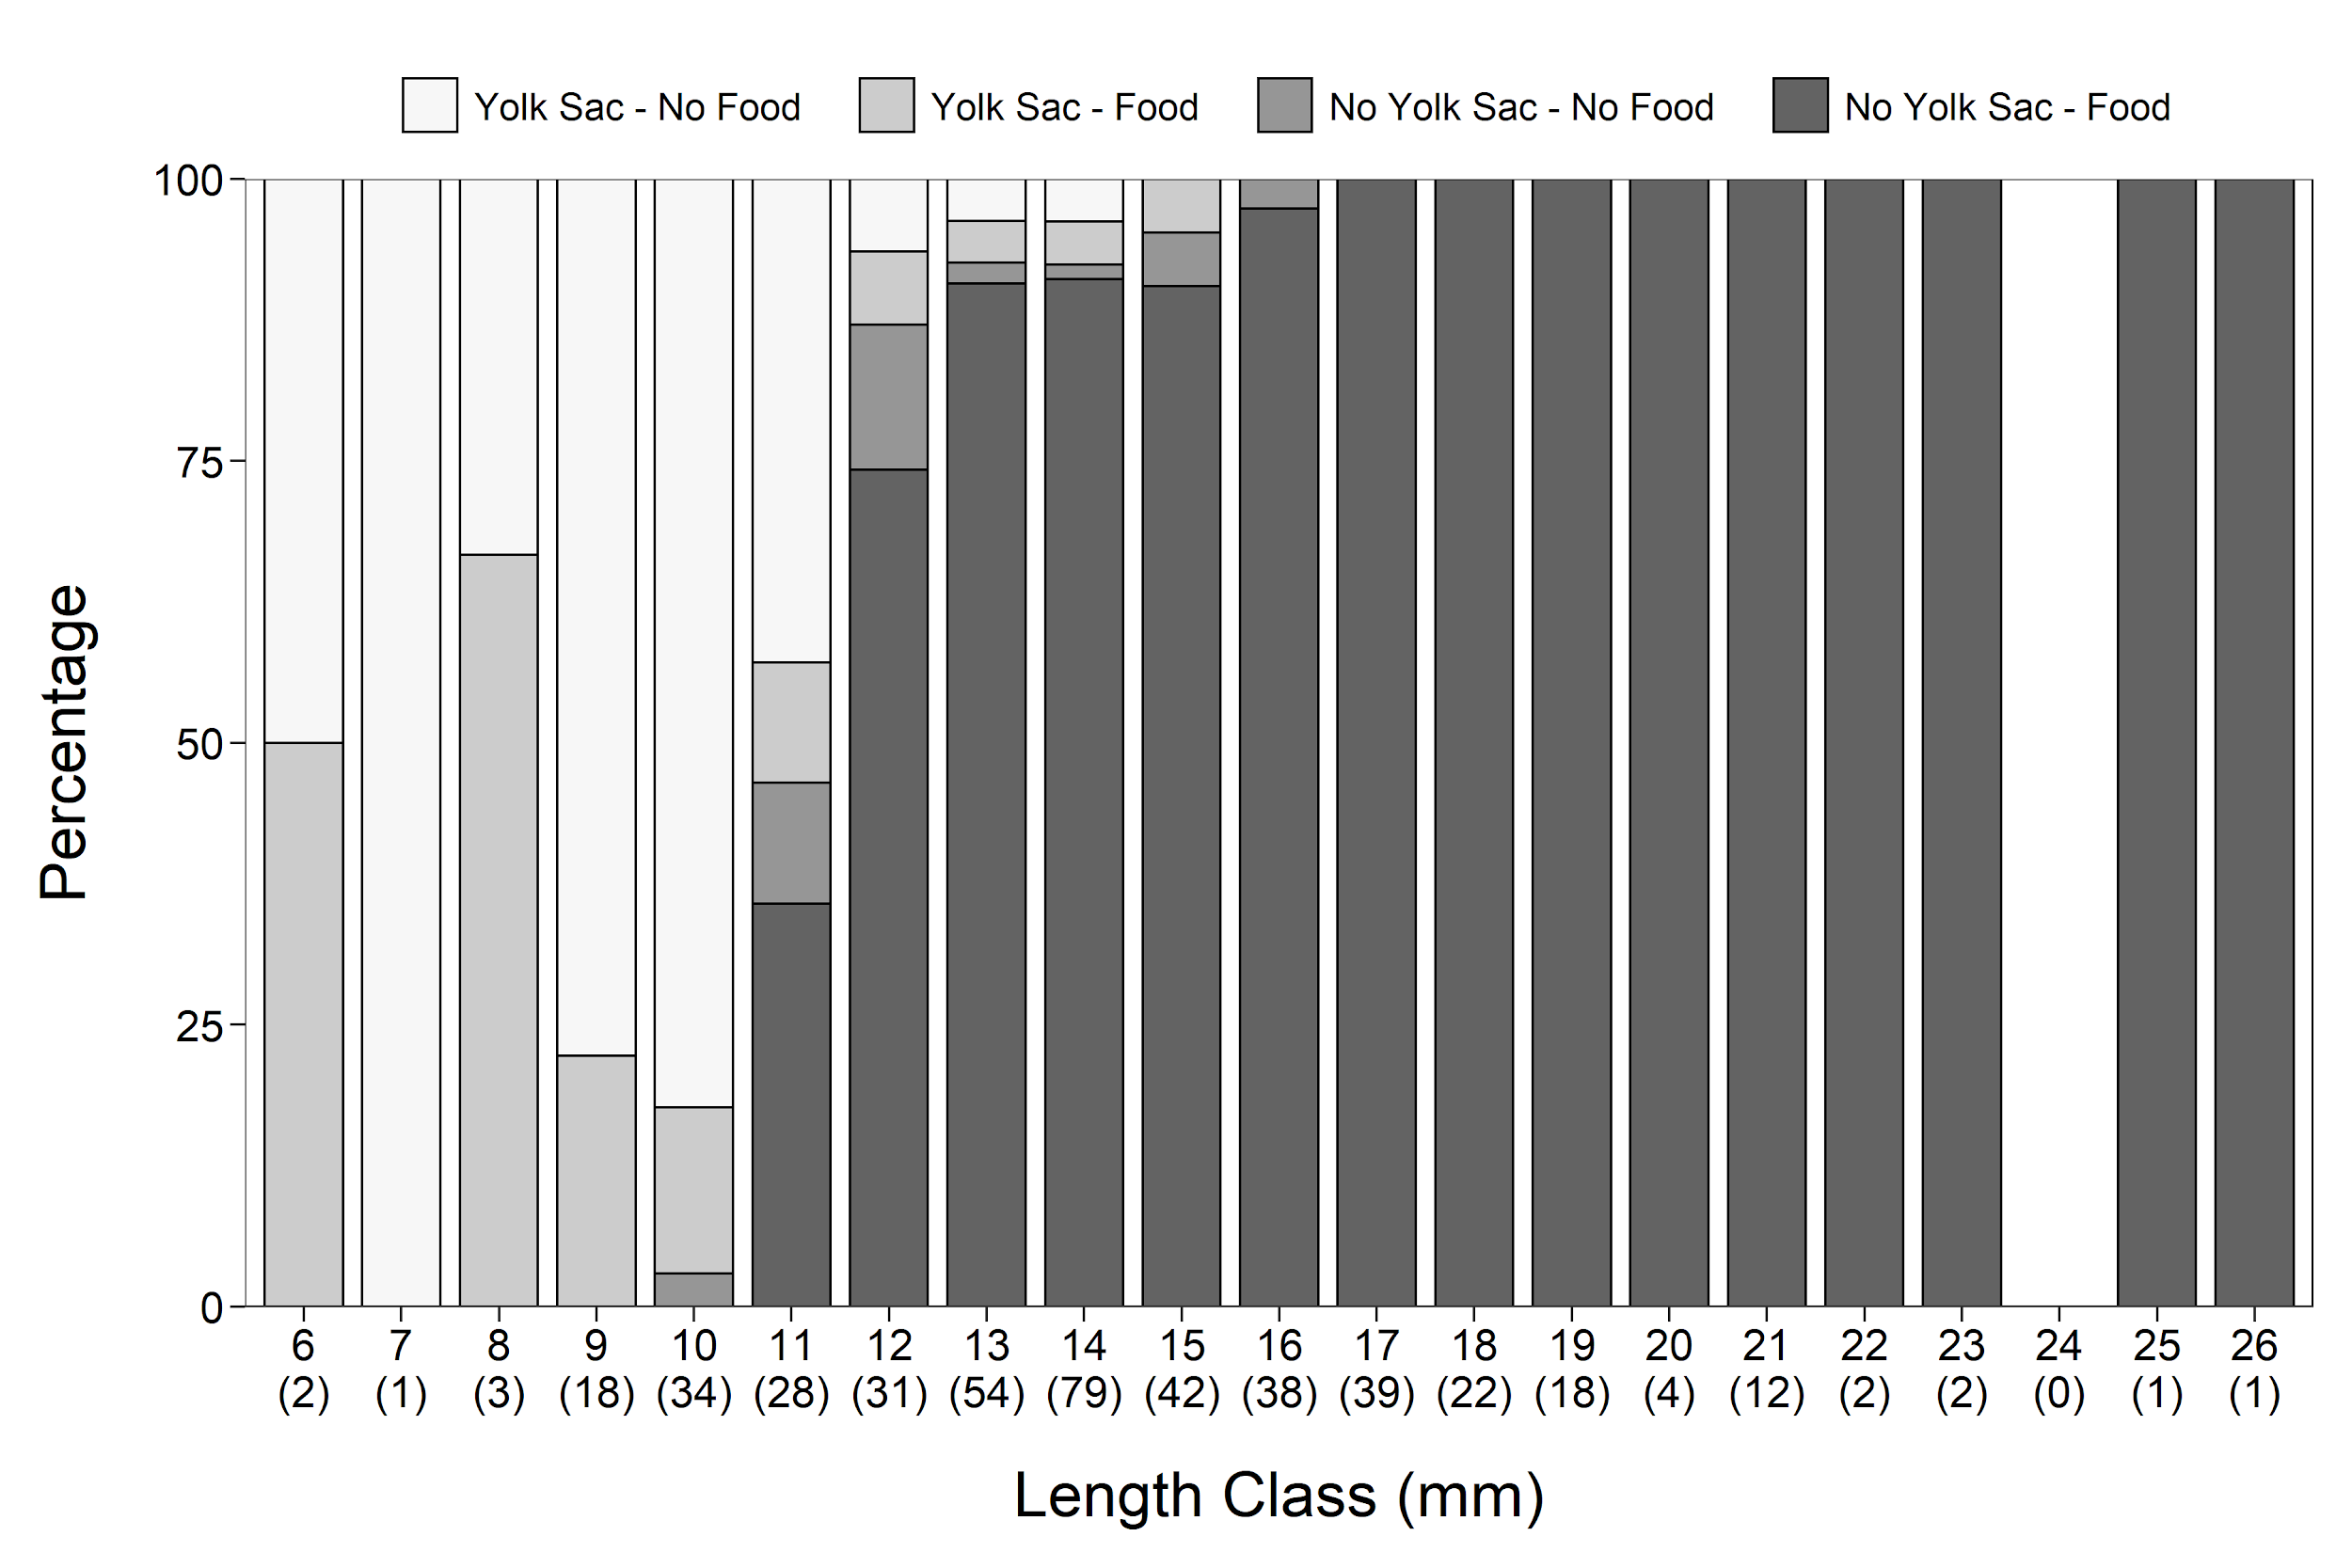 Yolk Sac - No Food Yolk Sac - Food No Yolk Sac - No Food No Yolk Sac - Food
100
75
50
25
0
Percentage
6 7 8 9 10 11 12 13 14 15 16 17 18 19 20 21 22 23 24 25 26
(2) (1) (3) (18) (34) (28) (31) (54) (79) (42) (38) (39) (22) (18) (4) (12) (2) (2) (0) (1) (1)
Length Class (mm)